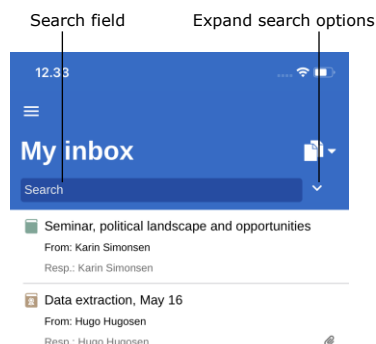 Search field Expand search options
12.33
My inbox
Search
Seminar, political landscape and opportunities
From: Karin Simonsen
Resp.: Karin Simonsen
Data extraction, May 16
From: Hugo Hugosen
Resp.: Hugo Hugosen